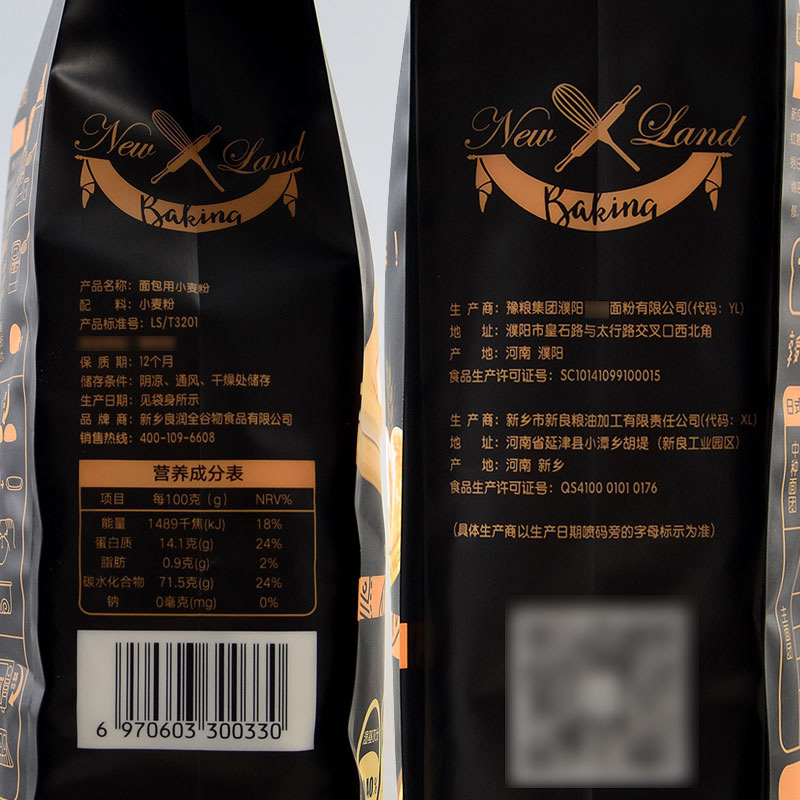 New Land
Baking
产品名称：面包用小麦粉
配 料：小麦粉
产品标准号：LS/T3201
保 质 期：12个月
储存条件：阴凉、通风、干燥处储存
生产日期：见袋身所示
品 牌 商：新乡良润全谷物食品有限公司
销售热线：400-109-6608
营养成分表
项目 每100克（g） NRV%
能量 1489千焦(kJ) 18%
蛋白质 14.1克(g) 24%
脂肪 0.9克(g) 2%
碳水化合物 71.5克(g) 24%
钠 0毫克(mg) 0%
6 970603 300330
New Land
Baking
生 产 商：豫粮集团濮阳 面粉有限公司(代码：YL)
地 址：濮阳市皇石路与太行路交叉口西北角
产 地：河南 濮阳
食品生产许可证号：SC10141099100015
生 产 商：新乡市新良粮油加工有限责任公司(代码：XL)
地 址：河南省延津县小潭乡胡堤（新良工业园区）
产 地：河南 新乡
食品生产许可证号：QS4100 0101 0176
（具体生产商以生产日期喷码旁的字母标示为准）